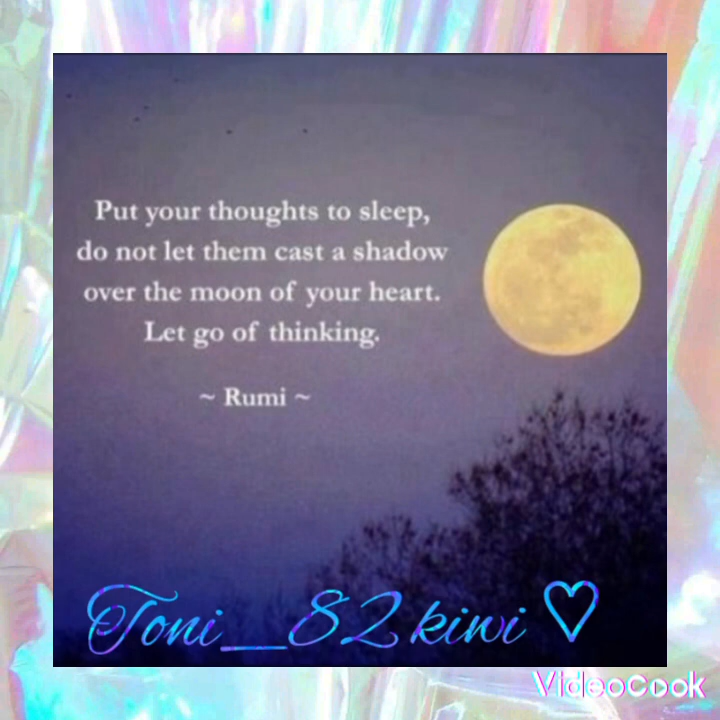 Put your thoughts to sleep,
do not let them cast a shadow
over the moon of your heart.
Let go of thinking.
~ Rumi ~
Toni_82kiwi ♡
VideoCook